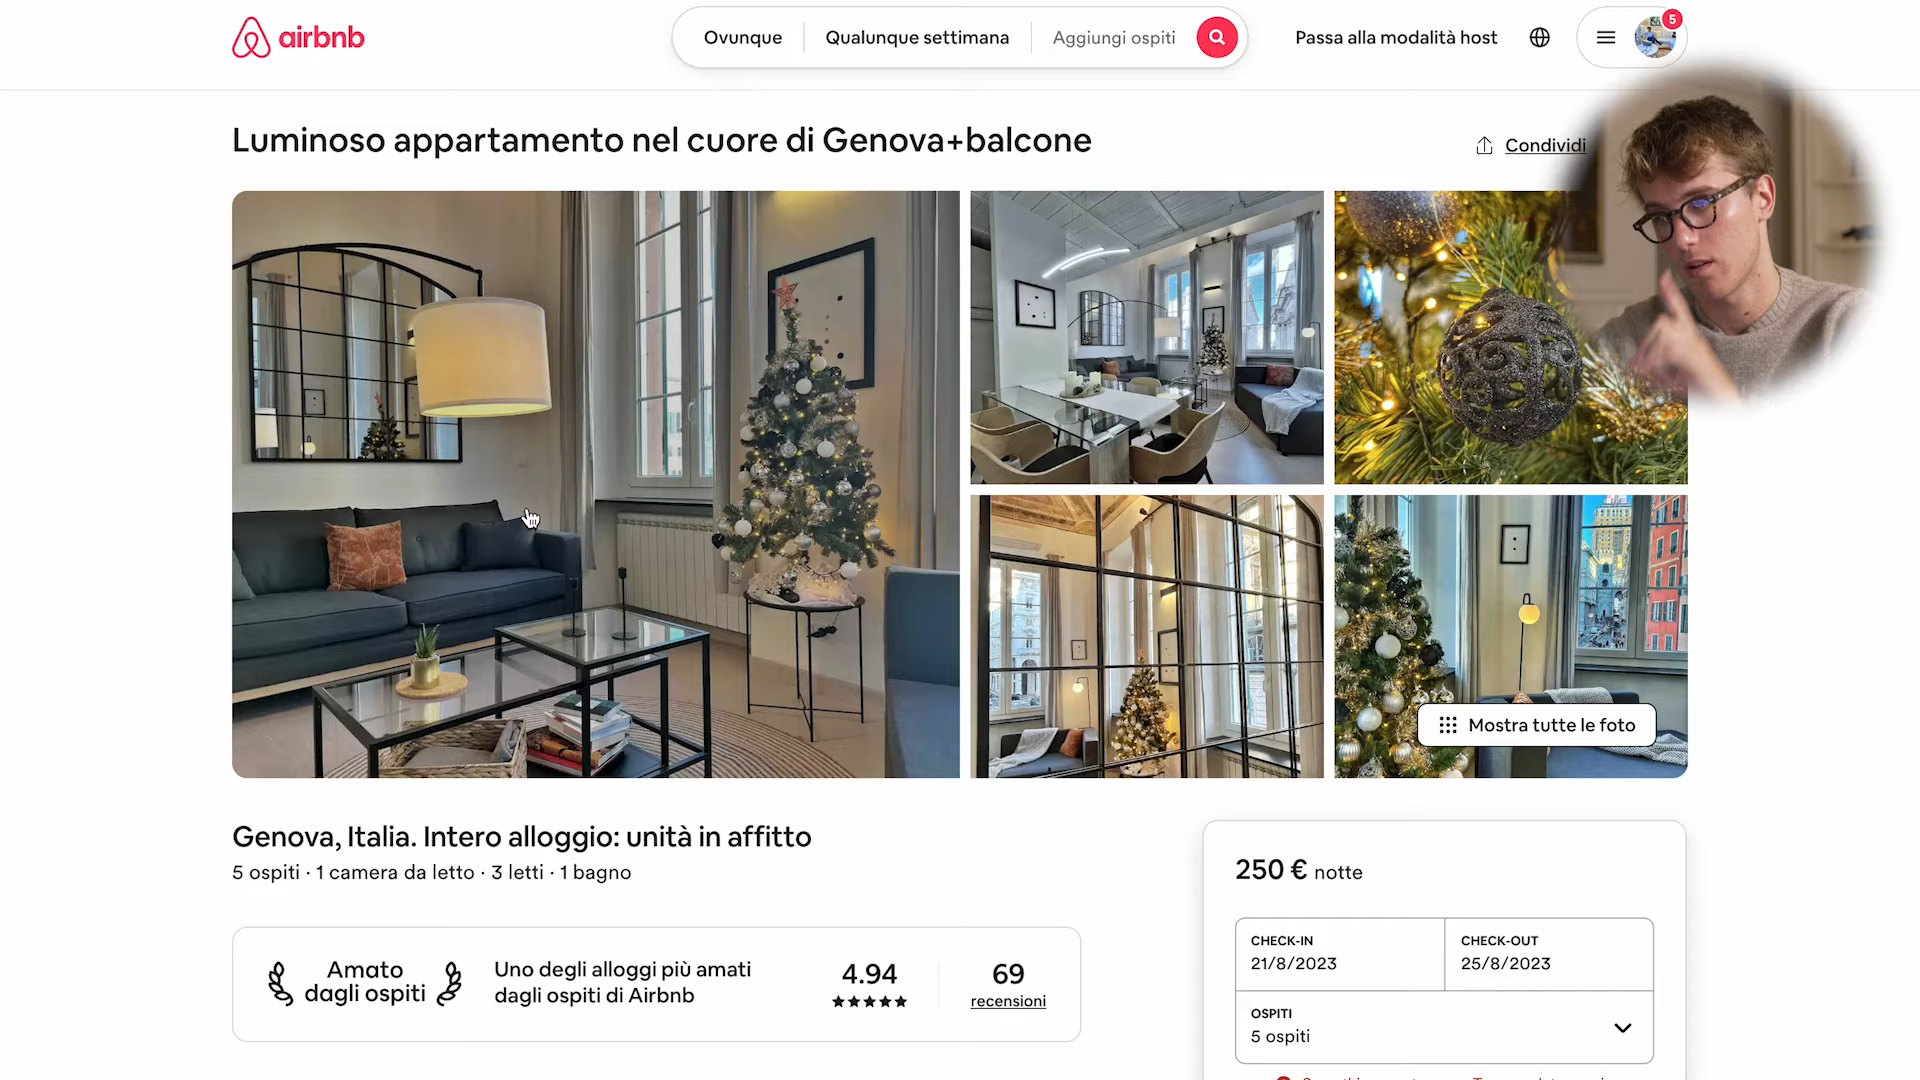 airbnb
Ovunque
Qualunque settimana
Aggiungi ospiti
Passa alla modalità host
5
Luminoso appartamento nel cuore di Genova+balcone
Condividi
Mostra tutte le foto
Genova, Italia. Intero alloggio: unità in affitto
5 ospiti · 1 camera da letto · 3 letti · 1 bagno
Amato
dagli ospiti
Uno degli alloggi più amati
dagli ospiti di Airbnb
4.94
69
recensioni
250 € notte
CHECK-IN
21/8/2023
CHECK-OUT
25/8/2023
OSPITI
5 ospiti